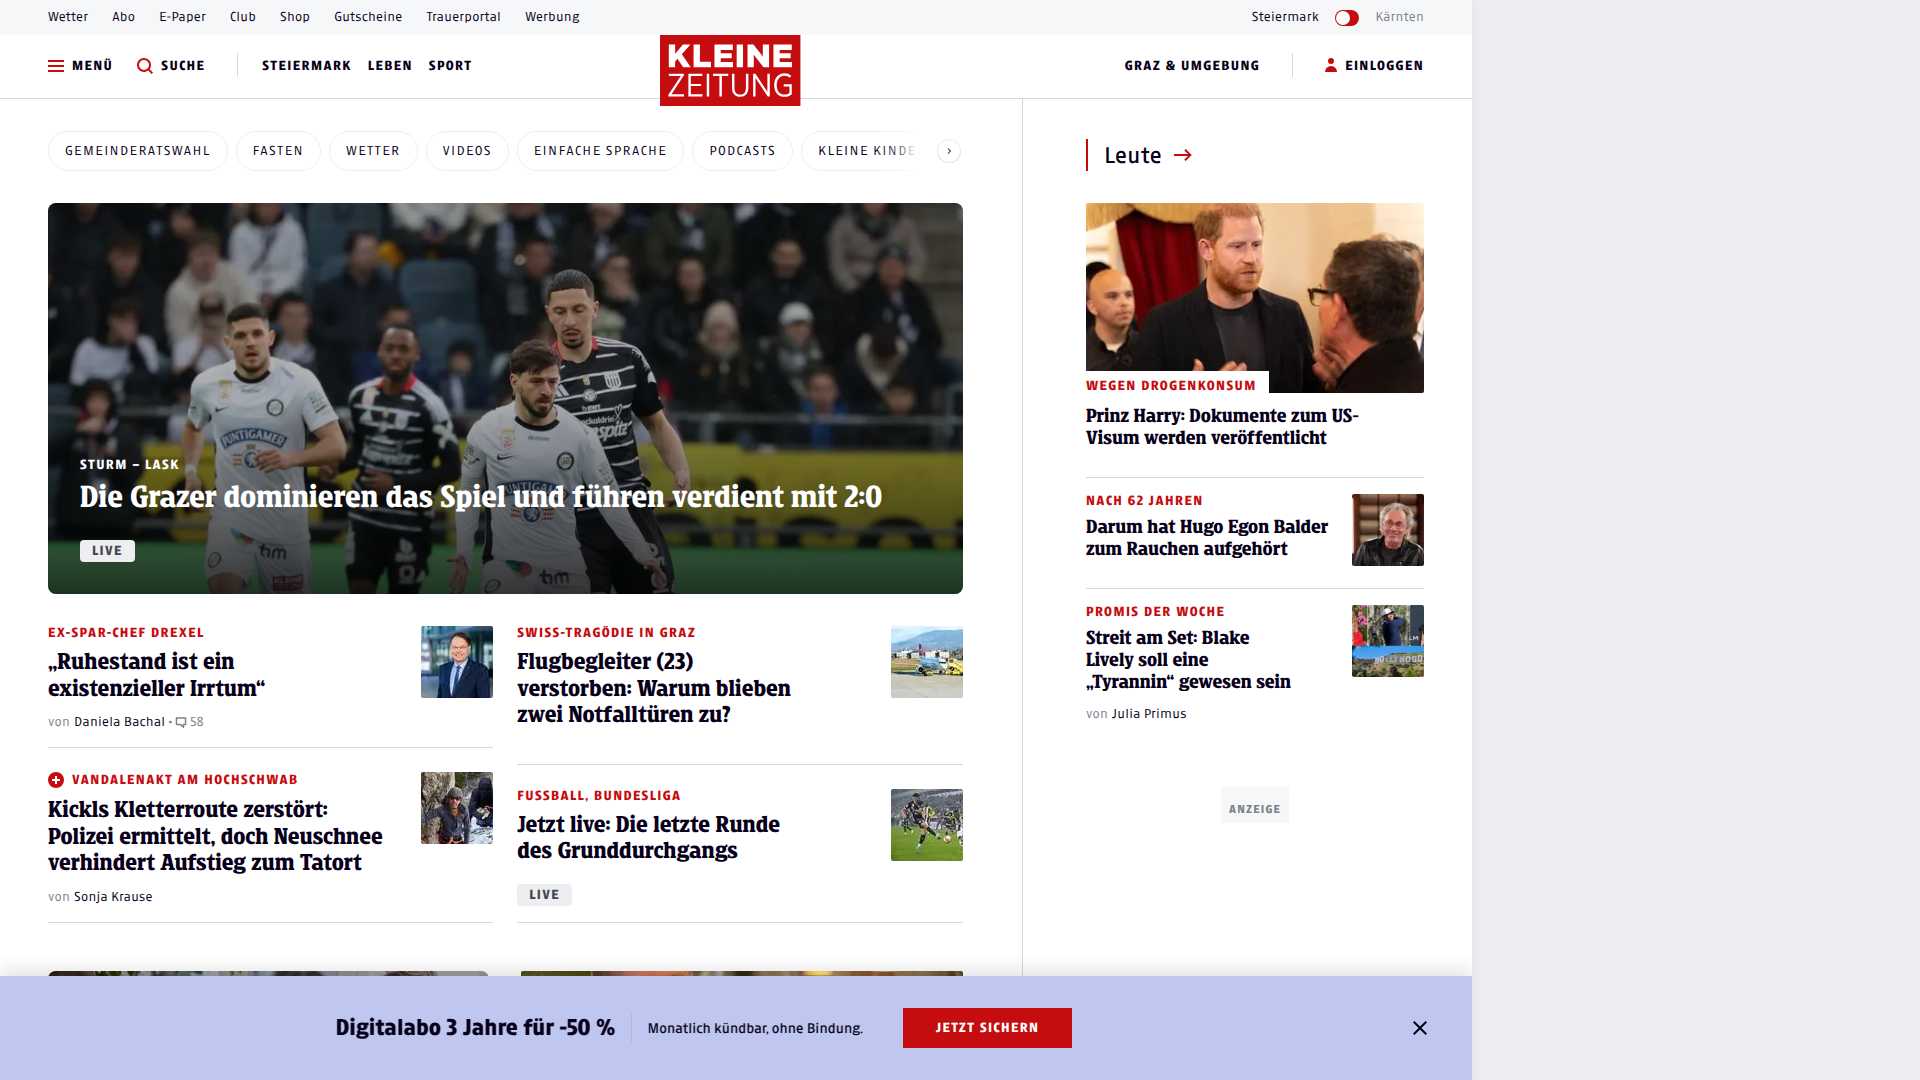 Wetter Abo E-Paper Club Shop Gutscheine Trauerportal Werbung Steiermark Kärnten
MENÜ SUCHE STEIERMARK LEBEN SPORT KLEINE ZEITUNG GRAZ & UMGEBUNG EINLOGGEN
GEMEINDERATSWAHL FASTEN WETTER VIDEOS EINFACHE SPRACHE PODCASTS KLEINE KINDE
STURM – LASK
Die Grazer dominieren das Spiel und führen verdient mit 2:0
LIVE
EX-SPAR-CHEF DREXEL
„Ruhestand ist ein
existenzieller Irrtum“
von Daniela Bachal • 58
SWISS-TRAGÖDIE IN GRAZ
Flugbegleiter (23)
verstorben: Warum blieben
zwei Notfalltüren zu?
VANDALENAKT AM HOCHSCHWAB
Kickls Kletterroute zerstört:
Polizei ermittelt, doch Neuschnee
verhindert Aufstieg zum Tatort
von Sonja Krause
FUSSBALL, BUNDESLIGA
Jetzt live: Die letzte Runde
des Grunddurchgangs
LIVE
Leute
WEGEN DROGENKONSUM
Prinz Harry: Dokumente zum US-
Visum werden veröffentlicht
NACH 62 JAHREN
Darum hat Hugo Egon Balder
zum Rauchen aufgehört
PROMIS DER WOCHE
Streit am Set: Blake
Lively soll eine
„Tyrannin“ gewesen sein
von Julia Primus
ANZEIGE
Digitalabo 3 Jahre für -50 % Monatlich kündbar, ohne Bindung. JETZT SICHERN